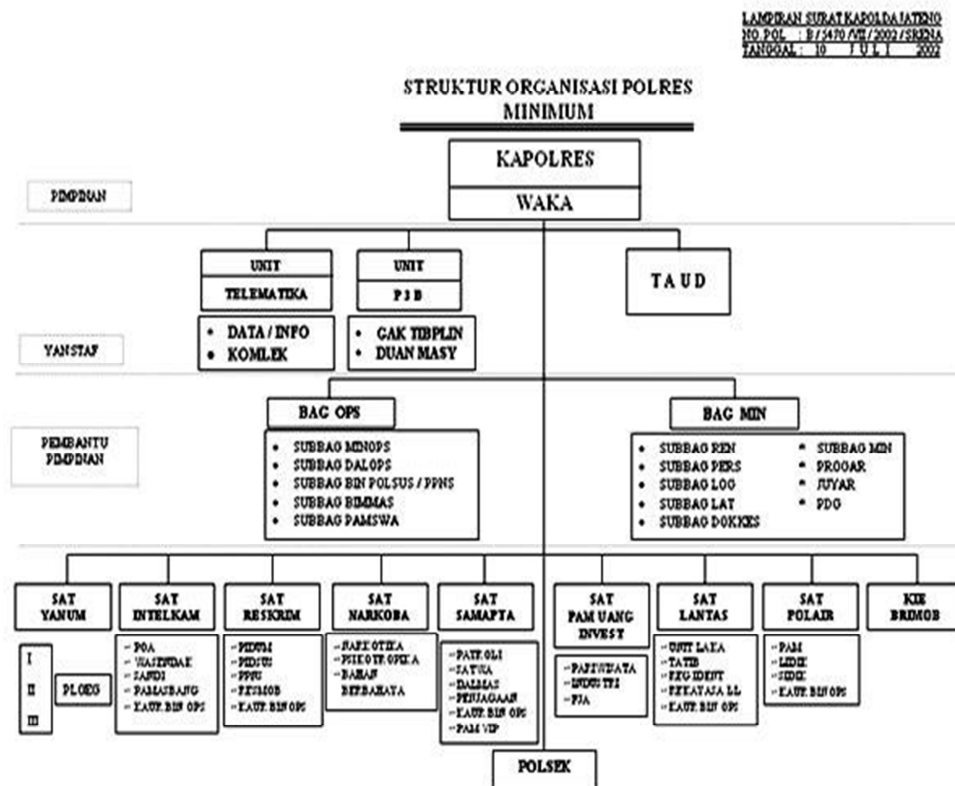 LAMPIRAN SURAT KAPOLDA JATENG
NO. POL : B / 5470 / VII / 2002 / SRENA
TANGGAL : 10 JULI 2002
STRUKTUR ORGANISASI POLRES
MINIMUM
KAPOLRES
WAKA
PIMPINAN
UNIT
TELEMATIKA
UNIT
P3D
TAUD
• DATA / INFO
• KOMLEK
• GAK TIBPLIN
• DUAN MASY
YANSTAF
BAG OPS
BAG MIN
PEMBANTU
PIMPINAN
• SUBBAG MINOPS
• SUBBAG DALOPS
• SUBBAG BIN POLSUS / PPNS
• SUBBAG BIMMAS
• SUBBAG PAMSWA
• SUBBAG REN
• SUBBAG PERS
• SUBBAG LOG
• SUBBAG LAT
• SUBBAG DOKKES
• SUBBAG MIN
• PROGAR
• JUYAR
• PDG
SAT
YANUM
SAT
INTELKAM
SAT
RESKRIM
SAT
NARKOBA
SAT
SAMAPTA
SAT
PAM UANG
INVEST
SAT
LANTAS
SAT
POLAIR
KIE
BRIMOB
I
II
III
PLOEG
- POA
- WASENDAK
- SANDI
- PAMASBANG
- KAUR BIN OPS
- PIDUM
- PIDSUS
- PPNS
- RESMOB
- KAUR BIN OPS
- NARKOTIKA
- PSIKOTROPIKA
- BAHAN
BERBAHAYA
- PATROLI
- SATWA
- DALMAS
- PENJAGAAN
- KAUR BIN OPS
- PAM VIP
- PARIWISATA
- INDUSTRI
- PJA
- UNIT LAKA
- TATIB
- REGIDENT
- REKAYASA LL
- KAUR BIN OPS
- PAM
- LIDIK
- SIDIK
- KAUR BIN OPS
POLSEK